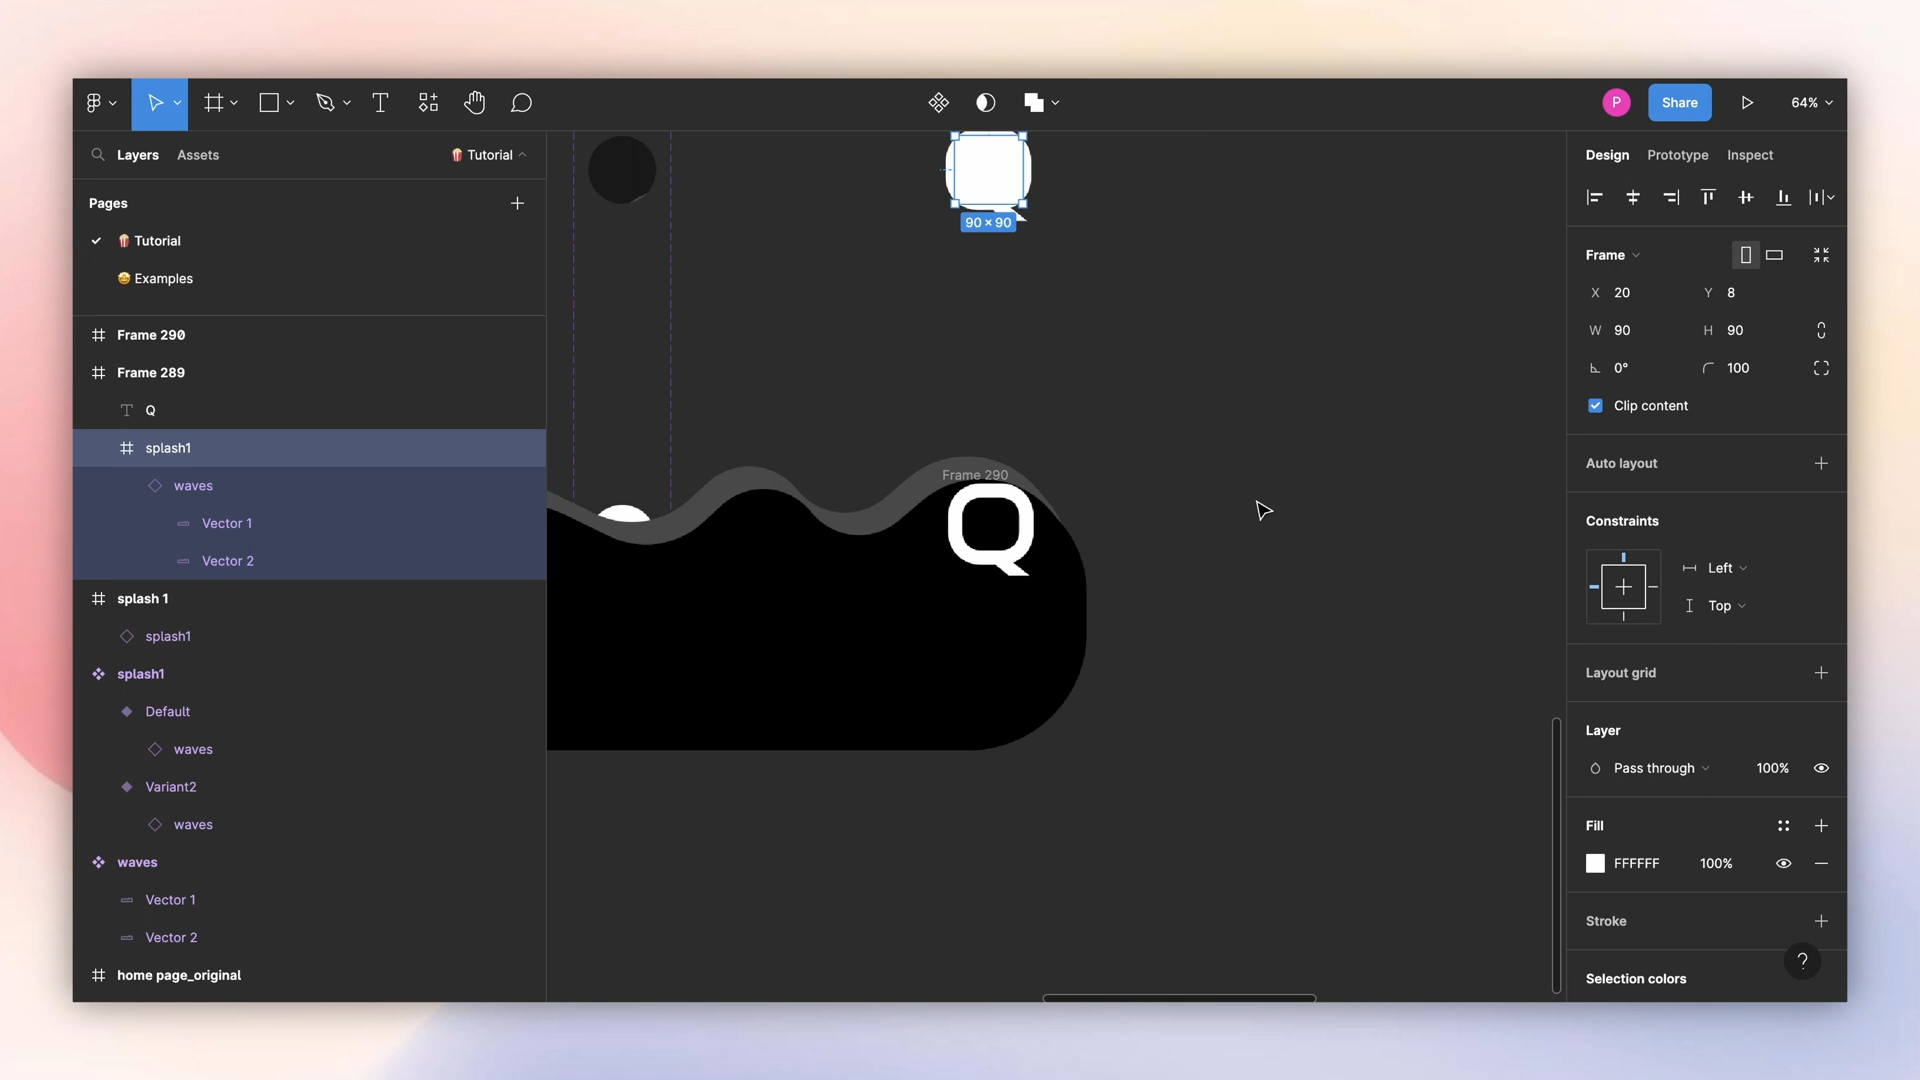 P
Share
64%
Layers
Assets
🍿 Tutorial
Pages
🍿 Tutorial
🤩 Examples
Frame 290
Frame 289
Q
splash1
waves
Vector 1
Vector 2
splash 1
splash1
splash1
Default
waves
Variant2
waves
waves
Vector 1
Vector 2
home page_original
90 × 90
Frame 290
Q
Design
Prototype
Inspect
Frame
X 20
Y 8
W 90
H 90
0°
100
Clip content
Auto layout
Constraints
Left
Top
Layout grid
Layer
Pass through
100%
Fill
FFFFFF
100%
Stroke
?
Selection colors